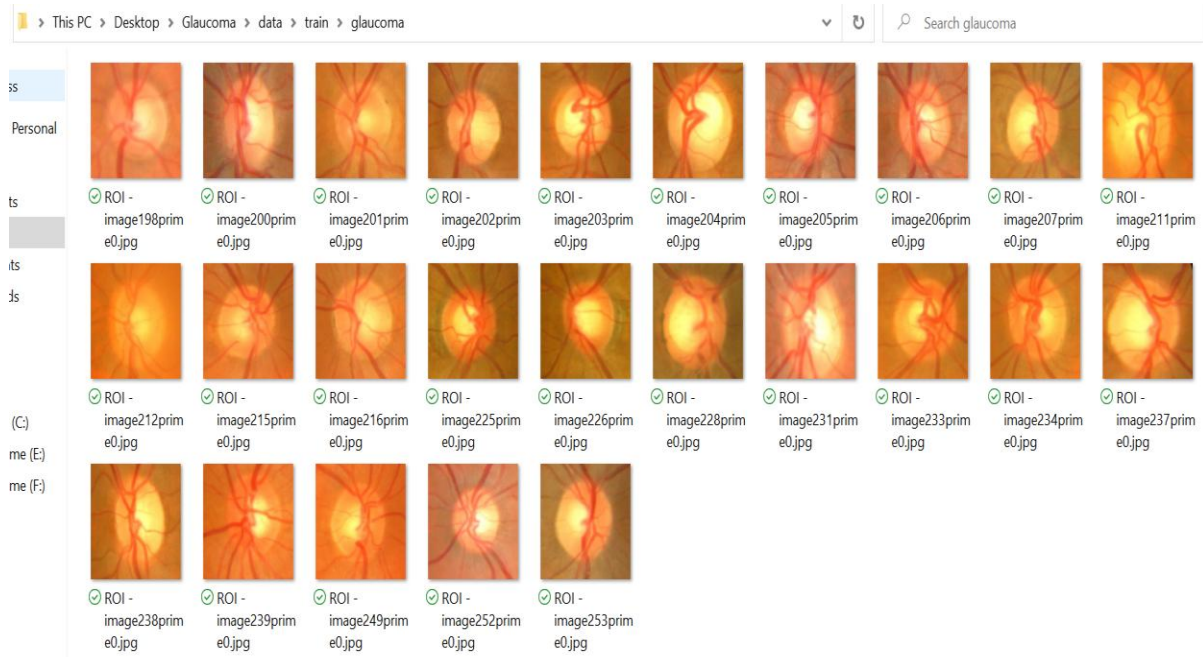 > This PC > Desktop > Glaucoma > data > train > glaucoma
Search glaucoma
ss
Personal
ts
ts
ds
(C:)
me (E:)
me (F:)
ROI - ROI - ROI - ROI - ROI - ROI - ROI - ROI - ROI - ROI -
image198prim image200prim image201prim image202prim image203prim image204prim image205prim image206prim image207prim image211prim
e0.jpg e0.jpg e0.jpg e0.jpg e0.jpg e0.jpg e0.jpg e0.jpg e0.jpg e0.jpg
ROI - ROI - ROI - ROI - ROI - ROI - ROI - ROI - ROI - ROI -
image212prim image215prim image216prim image225prim image226prim image228prim image231prim image233prim image234prim image237prim
e0.jpg e0.jpg e0.jpg e0.jpg e0.jpg e0.jpg e0.jpg e0.jpg e0.jpg e0.jpg
ROI - ROI - ROI - ROI - ROI -
image238prim image239prim image249prim image252prim image253prim
e0.jpg e0.jpg e0.jpg e0.jpg e0.jpg